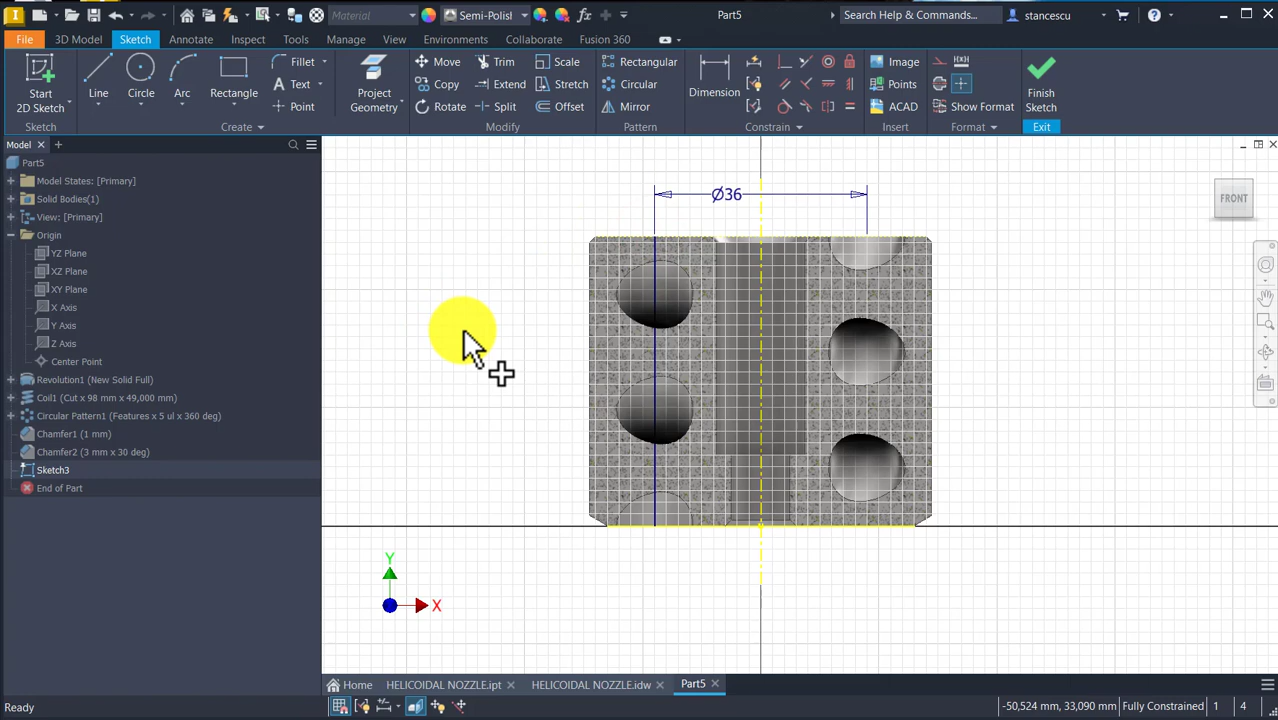 Material
Semi-Polisl
Part5
Search Help & Commands...
stancescu
File
3D Model
Sketch
Annotate
Inspect
Tools
Manage
View
Environments
Collaborate
Fusion 360
Start
2D Sketch
Line
Circle
Arc
Rectangle
Fillet
Text
Point
Project
Geometry
Move
Copy
Rotate
Trim
Extend
Split
Scale
Stretch
Offset
Rectangular
Circular
Mirror
Dimension
Image
Points
ACAD
Show Format
Finish
Sketch
Sketch
Create
Modify
Pattern
Constrain
Insert
Format
Exit
Model
Part5
Model States: [Primary]
Solid Bodies(1)
View: [Primary]
Origin
YZ Plane
XZ Plane
XY Plane
X Axis
Y Axis
Z Axis
Center Point
Revolution1 (New Solid Full)
Coil1 (Cut x 98 mm x 49,000 mm)
Circular Pattern1 (Features x 5 ul x 360 deg)
Chamfer1 (1 mm)
Chamfer2 (3 mm x 30 deg)
Sketch3
End of Part
Ø36
FRONT
Y
X
Home
HELICOIDAL NOZZLE.ipt
HELICOIDAL NOZZLE.idw
Part5
Ready
-50,524 mm, 33,090 mm
Fully Constrained
1
4